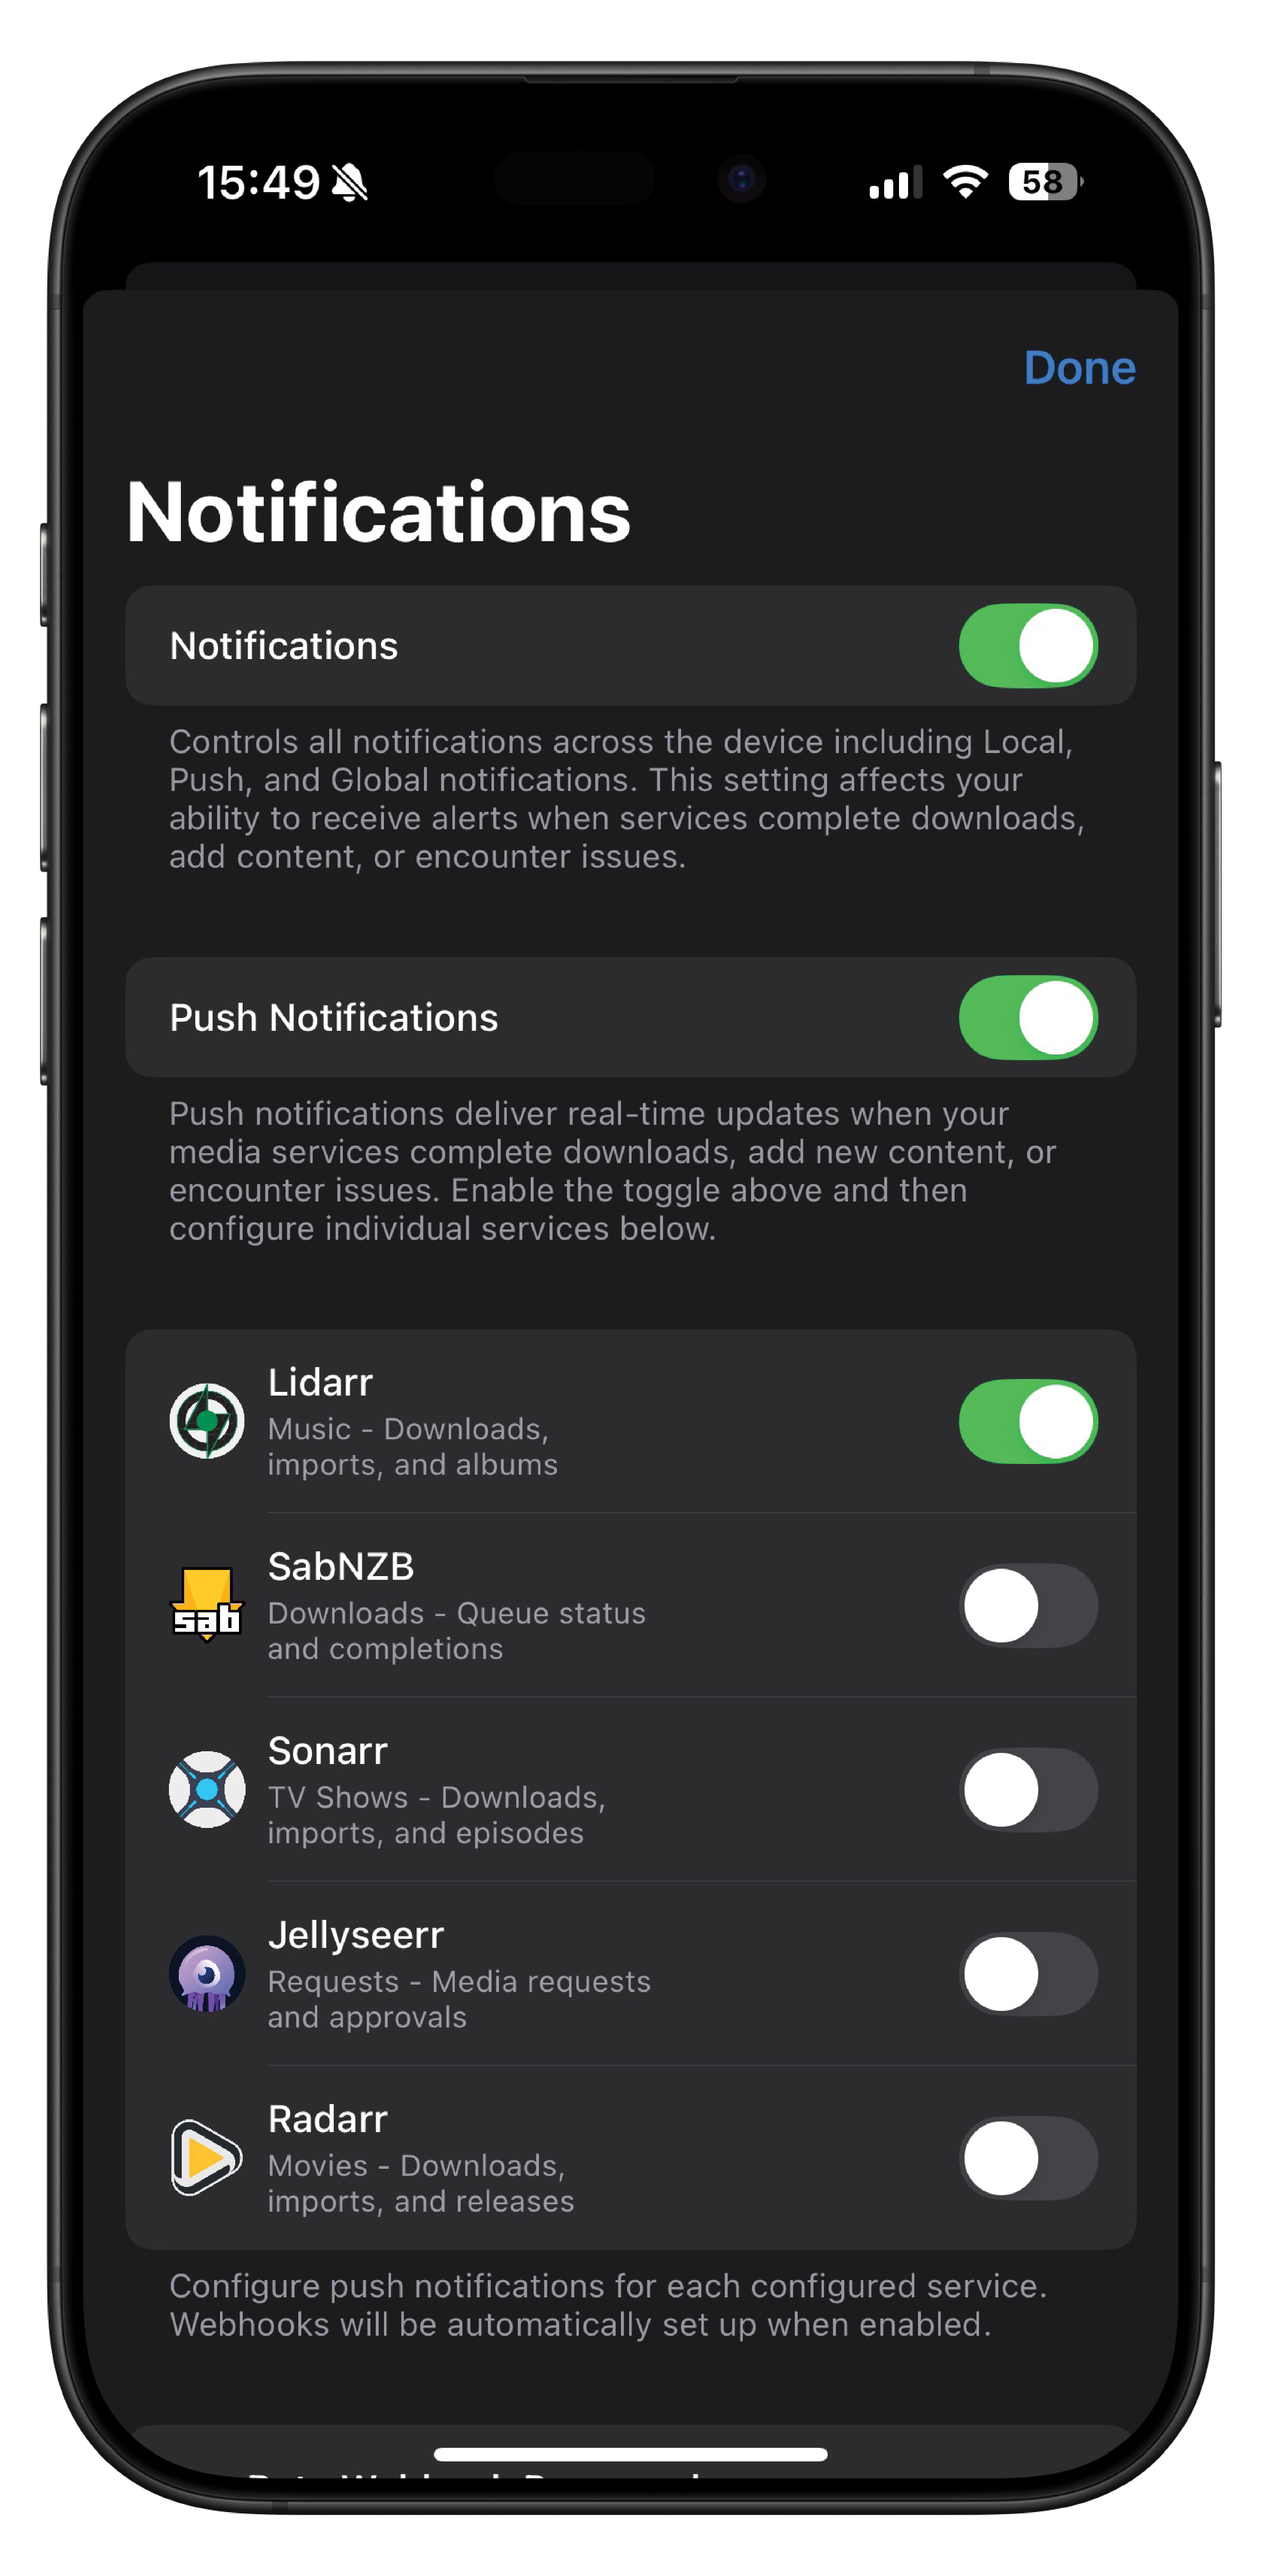 15:49
58
Done
Notifications
Notifications
Controls all notifications across the device including Local,
Push, and Global notifications. This setting affects your
ability to receive alerts when services complete downloads,
add content, or encounter issues.
Push Notifications
Push notifications deliver real-time updates when your
media services complete downloads, add new content, or
encounter issues. Enable the toggle above and then
configure individual services below.
Lidarr
Music - Downloads,
imports, and albums
sab
SabNZB
Downloads - Queue status
and completions
Sonarr
TV Shows - Downloads,
imports, and episodes
Jellyseerr
Requests - Media requests
and approvals
Radarr
Movies - Downloads,
imports, and releases
Configure push notifications for each configured service.
Webhooks will be automatically set up when enabled.